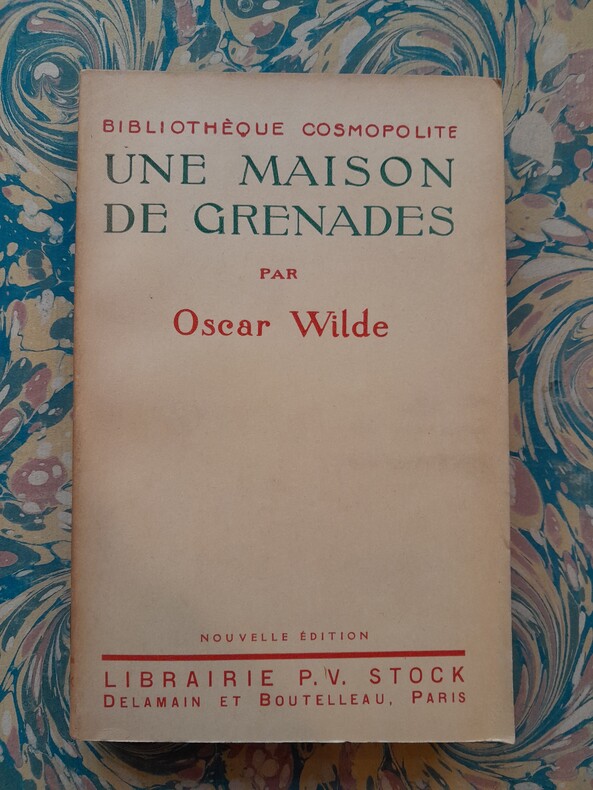 BIBLIOTHÈQUE COSMOPOLITE
UNE MAISON
DE GRENADES
PAR
Oscar Wilde
NOUVELLE ÉDITION
LIBRAIRIE P. V. STOCK
DELAMAIN ET BOUTELLEAU, PARIS